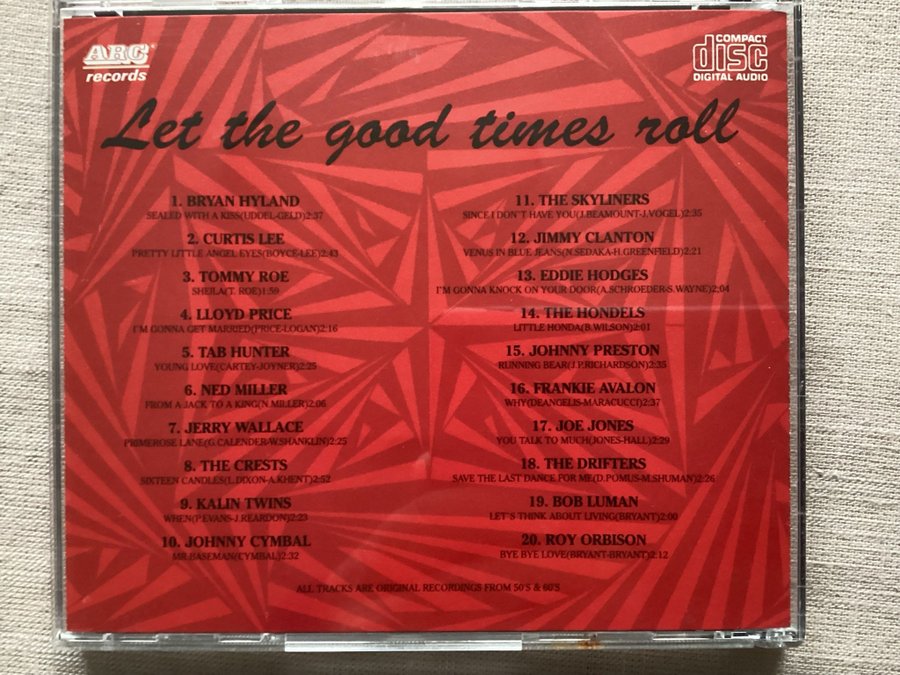 ARC
records
COMPACT
disc
DIGITAL AUDIO
Let the good times roll
1. BRYAN HYLAND
SEALED WITH A KISS(UDDEL-GELD)2:37
2. CURTIS LEE
PRETTY LITTLE ANGEL EYES(BOYCE-LEE)2:43
3. TOMMY ROE
SHEILA(T. ROE)1:59
4. LLOYD PRICE
I'M GONNA GET MARRIED(PRICE-LOGAN)2:16
5. TAB HUNTER
YOUNG LOVE(CARTEY-JOYNER)2:25
6. NED MILLER
FROM A JACK TO A KING(N.MILLER)2:06
7. JERRY WALLACE
PRIMEROSE LANE(G.CALENDER-W.SHANKLIN)2:25
8. THE CRESTS
SIXTEEN CANDLES(L.DIXON-A.KHENT)2:52
9. KALIN TWINS
WHEN(P.EVANS-J.REARDON)2:23
10. JOHNNY CYMBAL
MR.BASEMAN(CYMBAL)2:32
11. THE SKYLINERS
SINCE I DON'T HAVE YOU(J.BEAMOUNT-J.VOGEL)2:35
12. JIMMY CLANTON
VENUS IN BLUE JEANS(N.SEDAKA-H.GREENFIELD)2:21
13. EDDIE HODGES
I'M GONNA KNOCK ON YOUR DOOR(A.SCHROEDER-S.WAYNE)2:04
14. THE HONDELS
LITTLE HONDA(B.WILSON)2:01
15. JOHNNY PRESTON
RUNNING BEAR(J.P.RICHARDSON)2:35
16. FRANKIE AVALON
WHY(DEANGELIS-MARACUCCI)2:37
17. JOE JONES
YOU TALK TO MUCH(JONES-HALL)2:29
18. THE DRIFTERS
SAVE THE LAST DANCE FOR ME(D.POMUS-M.SHUMAN)2:26
19. BOB LUMAN
LET'S THINK ABOUT LIVING(BRYANT)2:00
20. ROY ORBISON
BYE BYE LOVE(BRYANT-BRYANT)2:12
ALL TRACKS ARE ORIGINAL RECORDINGS FROM 50'S & 60'S